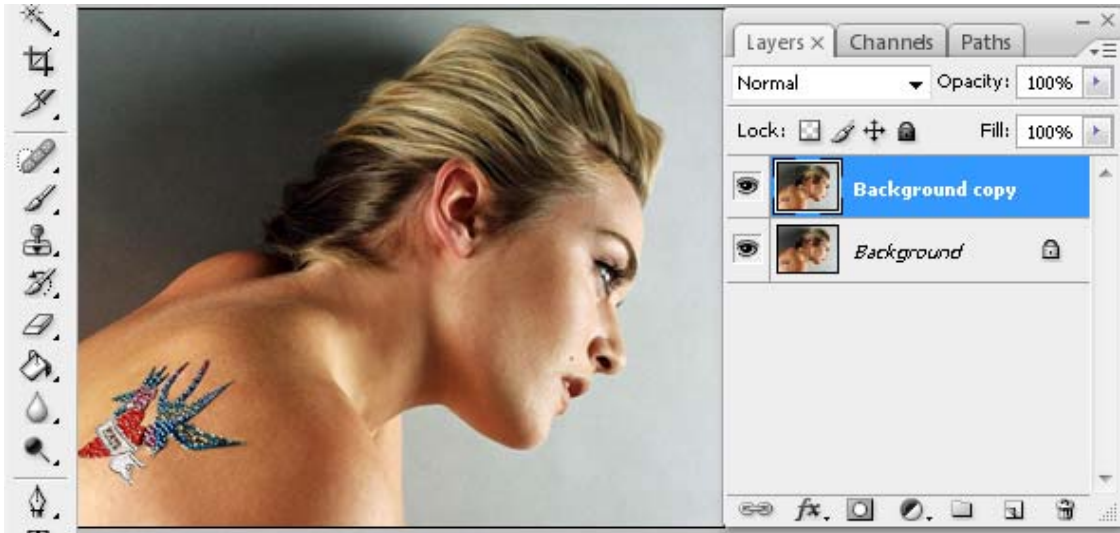 Layers × Channels Paths
Normal Opacity: 100%
Lock: Fill: 100%
Background copy
Background